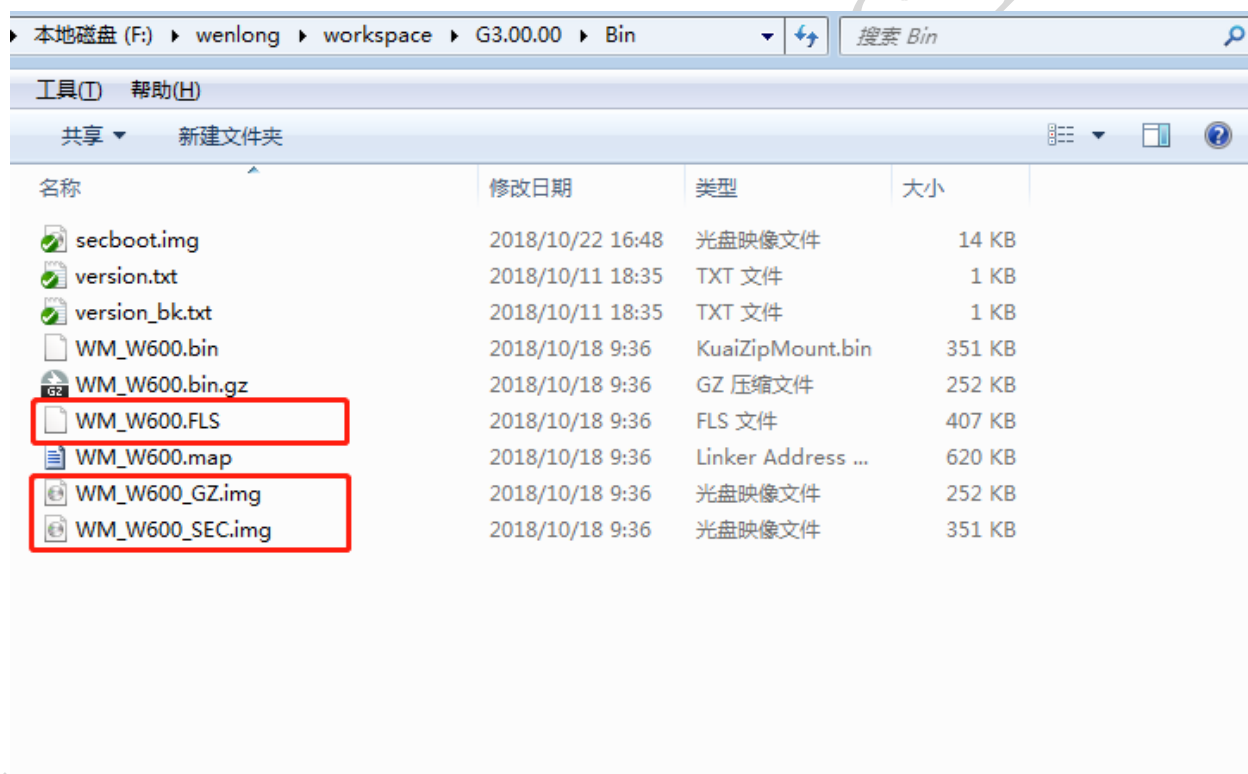 本地磁盘 (F:) wenlong workspace G3.00.00 Bin 搜索 Bin
工具(T) 帮助(H)
共享 新建文件夹
名称 修改日期 类型 大小
secboot.img 2018/10/22 16:48 光盘映像文件 14 KB
version.txt 2018/10/11 18:35 TXT 文件 1 KB
version_bk.txt 2018/10/11 18:35 TXT 文件 1 KB
WM_W600.bin 2018/10/18 9:36 KuaiZipMount.bin 351 KB
WM_W600.bin.gz 2018/10/18 9:36 GZ 压缩文件 252 KB
WM_W600.FLS 2018/10/18 9:36 FLS 文件 407 KB
WM_W600.map 2018/10/18 9:36 Linker Address ... 620 KB
WM_W600_GZ.img 2018/10/18 9:36 光盘映像文件 252 KB
WM_W600_SEC.img 2018/10/18 9:36 光盘映像文件 351 KB